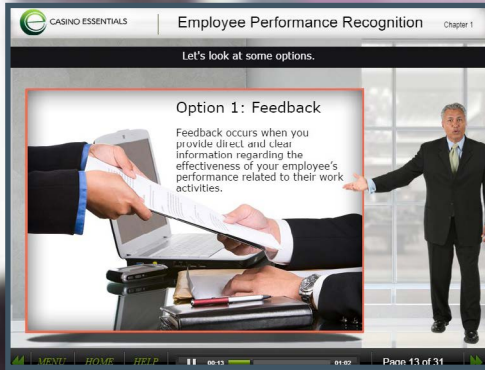 CASINO ESSENTIALS
Employee Performance Recognition
Chapter 1
Let's look at some options.
Option 1: Feedback
Feedback occurs when you
provide direct and clear
information regarding the
effectiveness of your employee's
performance related to their work
activities.
MENU HOME HELP 00:13 01:02 Page 13 of 31